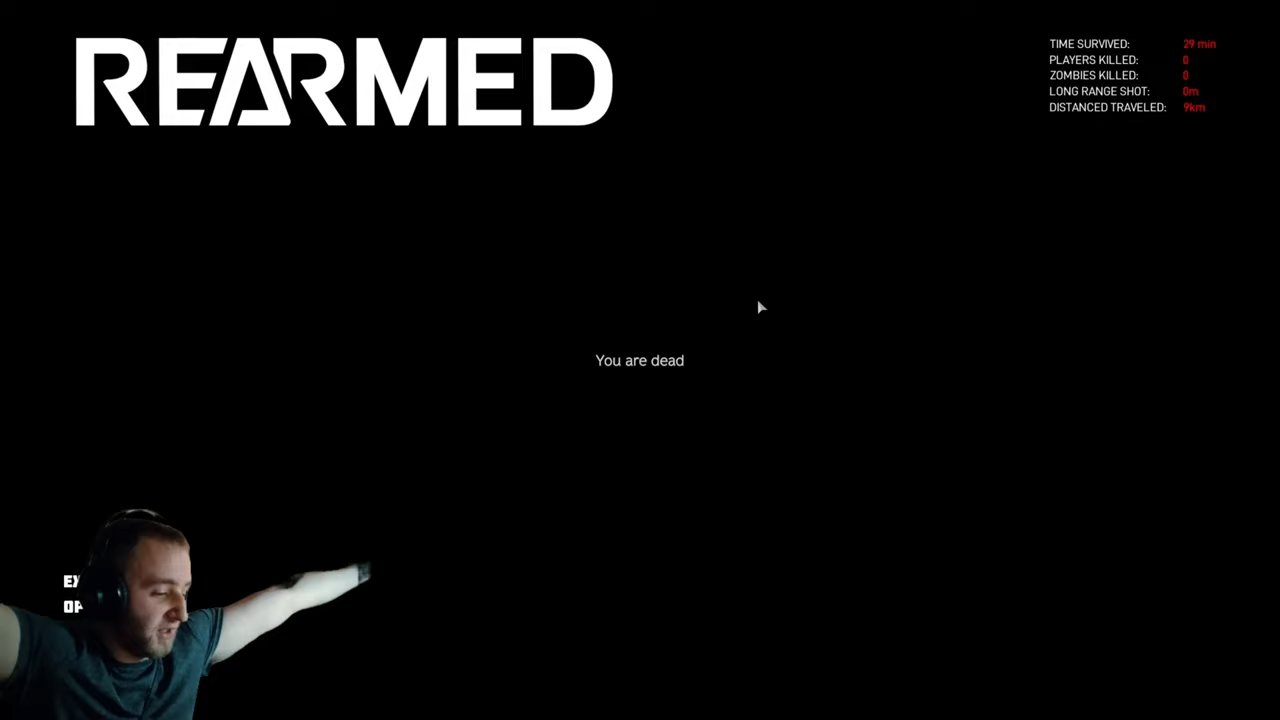 REARMED
TIME SURVIVED: 29 min
PLAYERS KILLED: 0
ZOMBIES KILLED: 0
LONG RANGE SHOT: 0m
DISTANCED TRAVELED: 9km
You are dead